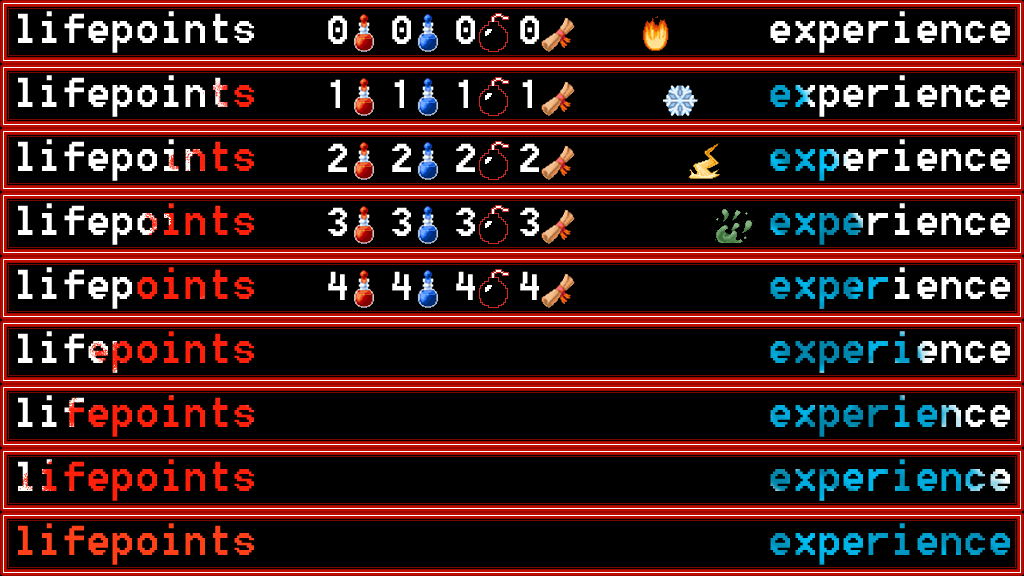 lifepoints 0 0 0 0 experience
lifepoints 1 1 1 1 experience
lifepoints 2 2 2 2 experience
lifepoints 3 3 3 3 experience
lifepoints 4 4 4 4 experience
lifepoints experience
lifepoints experience
lifepoints experience
lifepoints experience